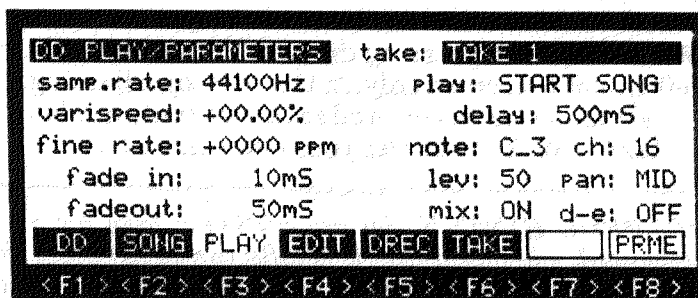 DD PLAY/PARAMETERS take: TAKE 1
samp.rate: 44100Hz play: START SONG
varispeed: +00.00% delay: 500mS
fine rate: +0000 PPM note: C_3 ch: 16
fade in: 10mS lev: 50 pan: MID
fadeout: 50mS mix: ON d-e: OFF
DD SONG PLAY EDIT DREC TAKE PRME
<F1> <F2> <F3> <F4> <F5> <F6> <F7> <F8>